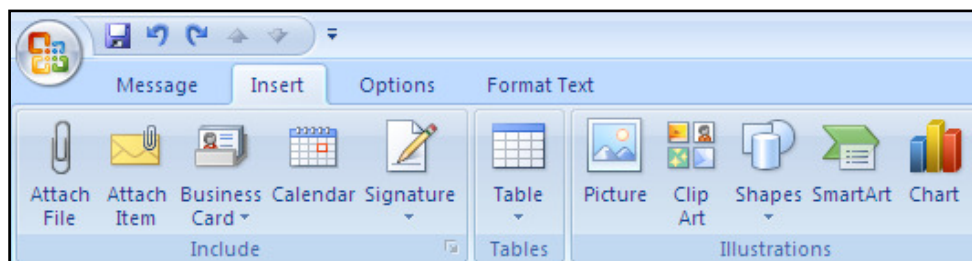 Message Insert Options Format Text
Attach Attach Business Calendar Signature Table Picture Clip Shapes SmartArt Chart
File Item Card Art
Include Tables Illustrations